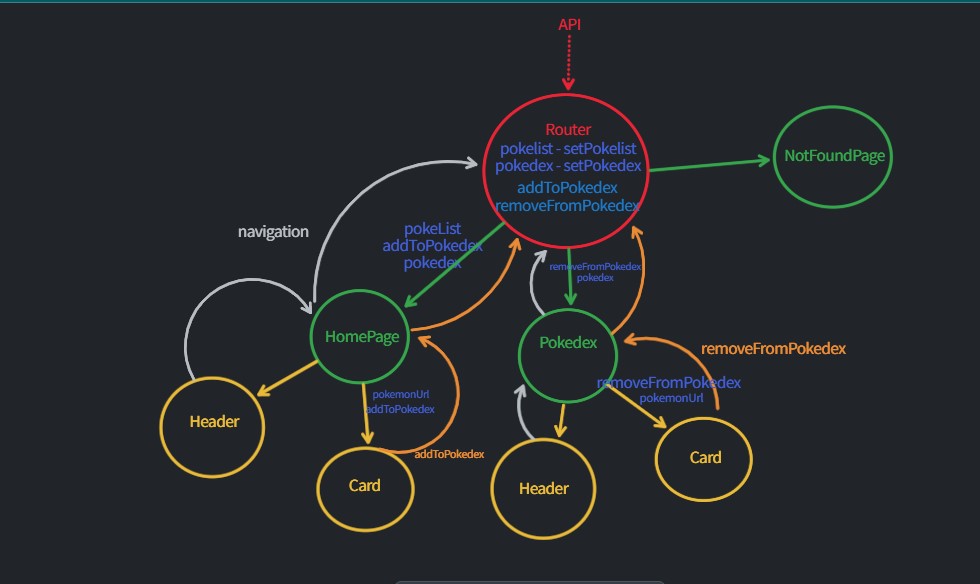 API
Router
pokelist - setPokelist
pokedex - setPokedex
addToPokedex
removeFromPokedex
NotFoundPage
navigation
pokeList
addToPokedex
pokedex
removeFromPokedex
pokedex
HomePage
Pokedex
removeFromPokedex
removeFromPokedex
pokemonUrl
pokemonUrl
addToPokedex
Header
addToPokedex
Card
Header
Card